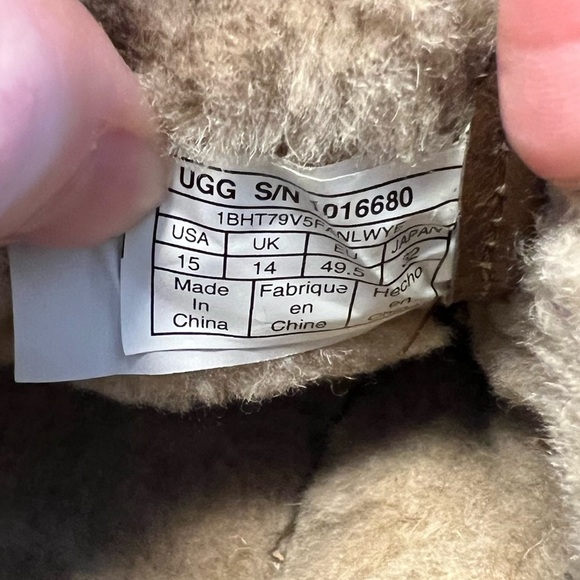 UGG S/N 1016680
USA UK EU JAPAN
15 14 49.5 32
Made Fabrique Hecho
In en en
China Chine